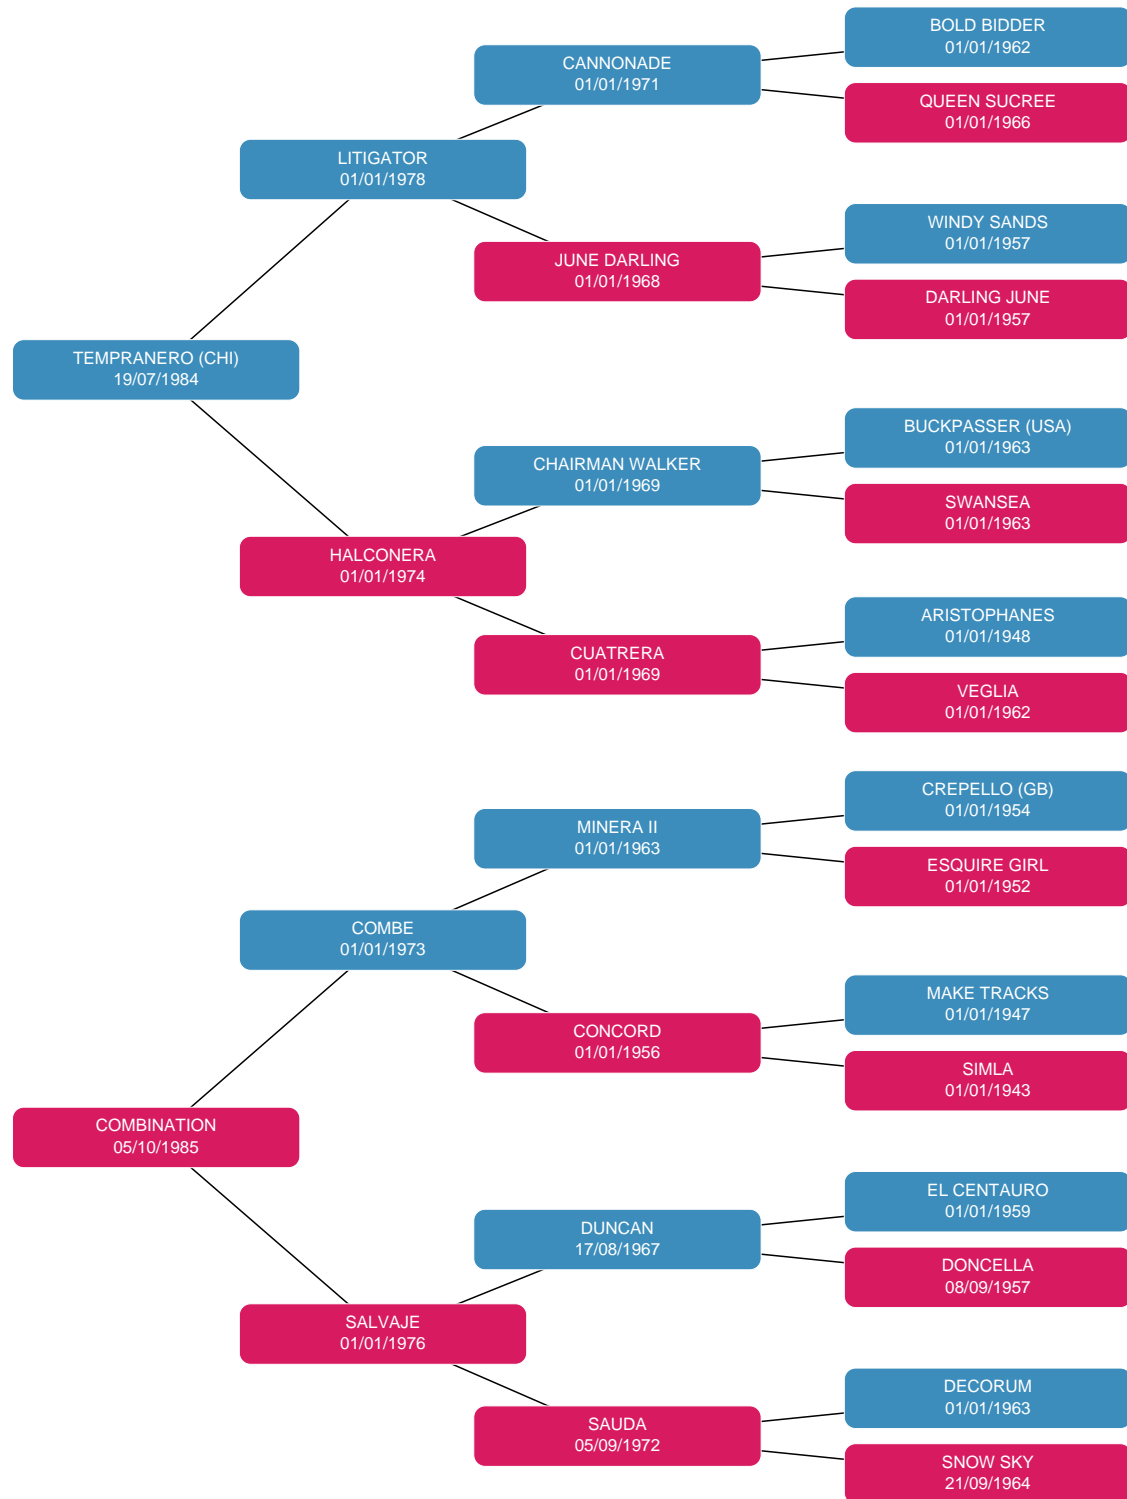 BOLD BIDDER
01/01/1962
CANNONADE
01/01/1971
QUEEN SUCREE
01/01/1966
LITIGATOR
01/01/1978
WINDY SANDS
01/01/1957
JUNE DARLING
01/01/1968
DARLING JUNE
01/01/1957
TEMPRANERO (CHI)
19/07/1984
BUCKPASSER (USA)
01/01/1963
CHAIRMAN WALKER
01/01/1969
SWANSEA
01/01/1963
HALCONERA
01/01/1974
ARISTOPHANES
01/01/1948
CUATRERA
01/01/1969
VEGLIA
01/01/1962
CREPELLO (GB)
01/01/1954
MINERA II
01/01/1963
ESQUIRE GIRL
01/01/1952
COMBE
01/01/1973
MAKE TRACKS
01/01/1947
CONCORD
01/01/1956
SIMLA
01/01/1943
COMBINATION
05/10/1985
EL CENTAURO
01/01/1959
DUNCAN
17/08/1967
DONCELLA
08/09/1957
SALVAJE
01/01/1976
DECORUM
01/01/1963
SAUDA
05/09/1972
SNOW SKY
21/09/1964